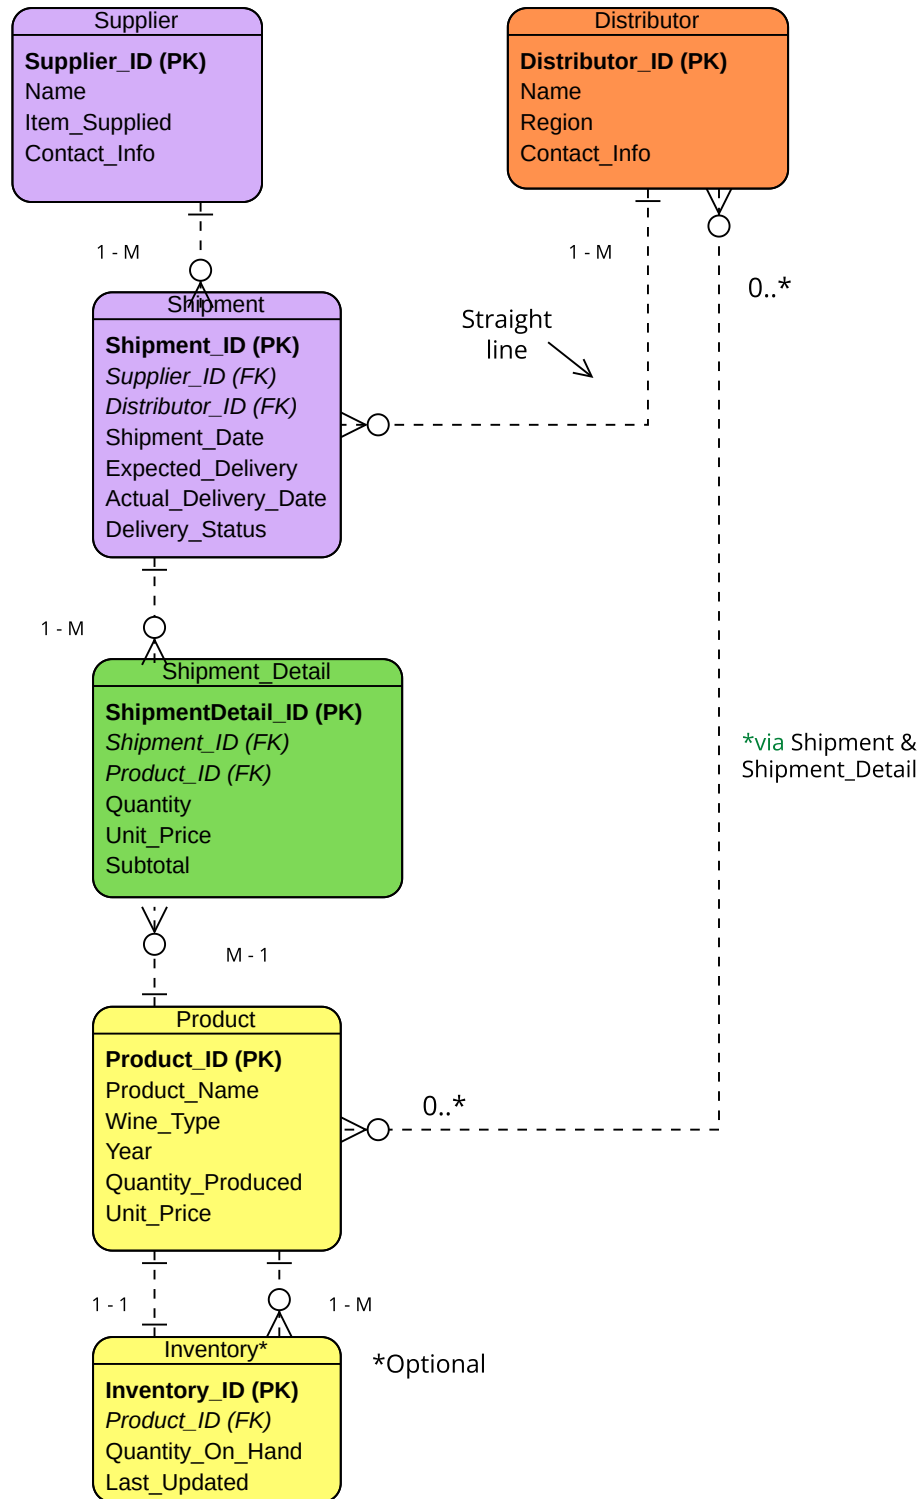 Supplier
Supplier_ID (PK)
Name
Item_Supplied
Contact_Info
Distributor
Distributor_ID (PK)
Name
Region
Contact_Info
1 - M
1 - M
0..*
Straight
line
Shipment
Shipment_ID (PK)
Supplier_ID (FK)
Distributor_ID (FK)
Shipment_Date
Expected_Delivery
Actual_Delivery_Date
Delivery_Status
1 - M
Shipment_Detail
ShipmentDetail_ID (PK)
Shipment_ID (FK)
Product_ID (FK)
Quantity
Unit_Price
Subtotal
*via Shipment &
Shipment_Detail
M - 1
Product
Product_ID (PK)
Product_Name
Wine_Type
Year
Quantity_Produced
Unit_Price
0..*
1 - 1
1 - M
Inventory*
Inventory_ID (PK)
Product_ID (FK)
Quantity_On_Hand
Last_Updated
*Optional